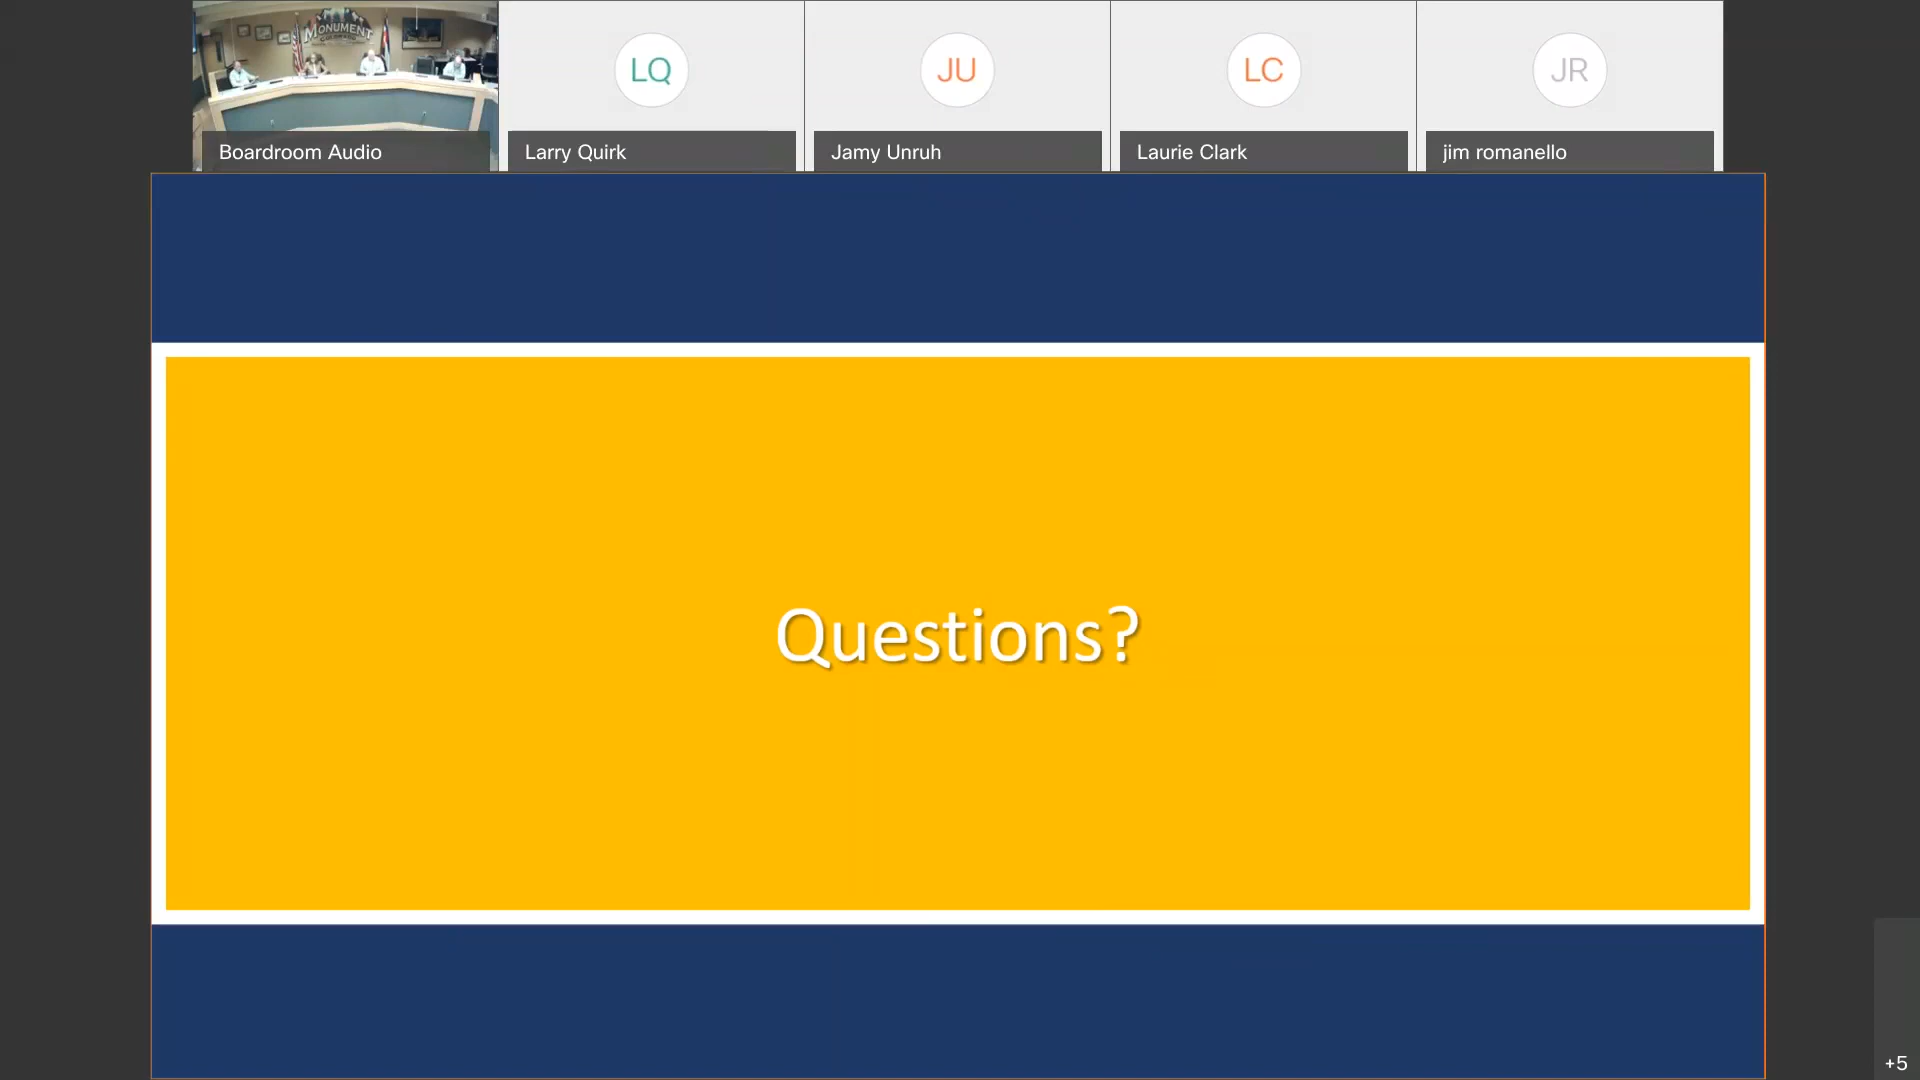 MONUMENT
LQ
JU
LC
JR
Boardroom Audio
Larry Quirk
Jamy Unruh
Laurie Clark
jim romanello
Questions?
+5